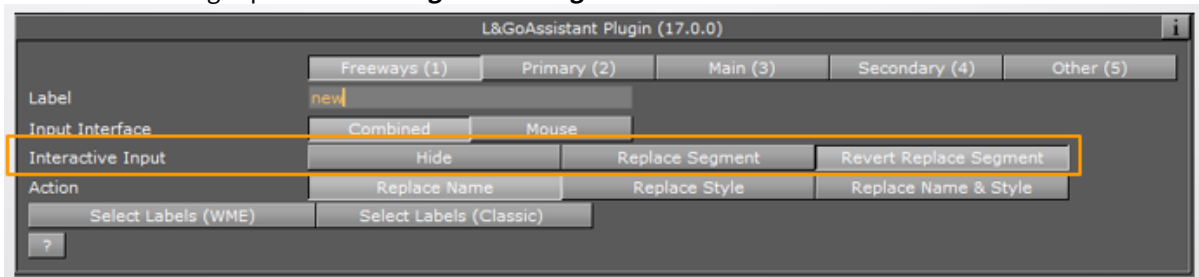 L&GoAssistant Plugin (17.0.0) i
Freeways (1) Primary (2) Main (3) Secondary (4) Other (5)
Label new
Input Interface Combined Mouse
Interactive Input Hide Replace Segment Revert Replace Segment
Action Replace Name Replace Style Replace Name & Style
Select Labels (WME) Select Labels (Classic)
?